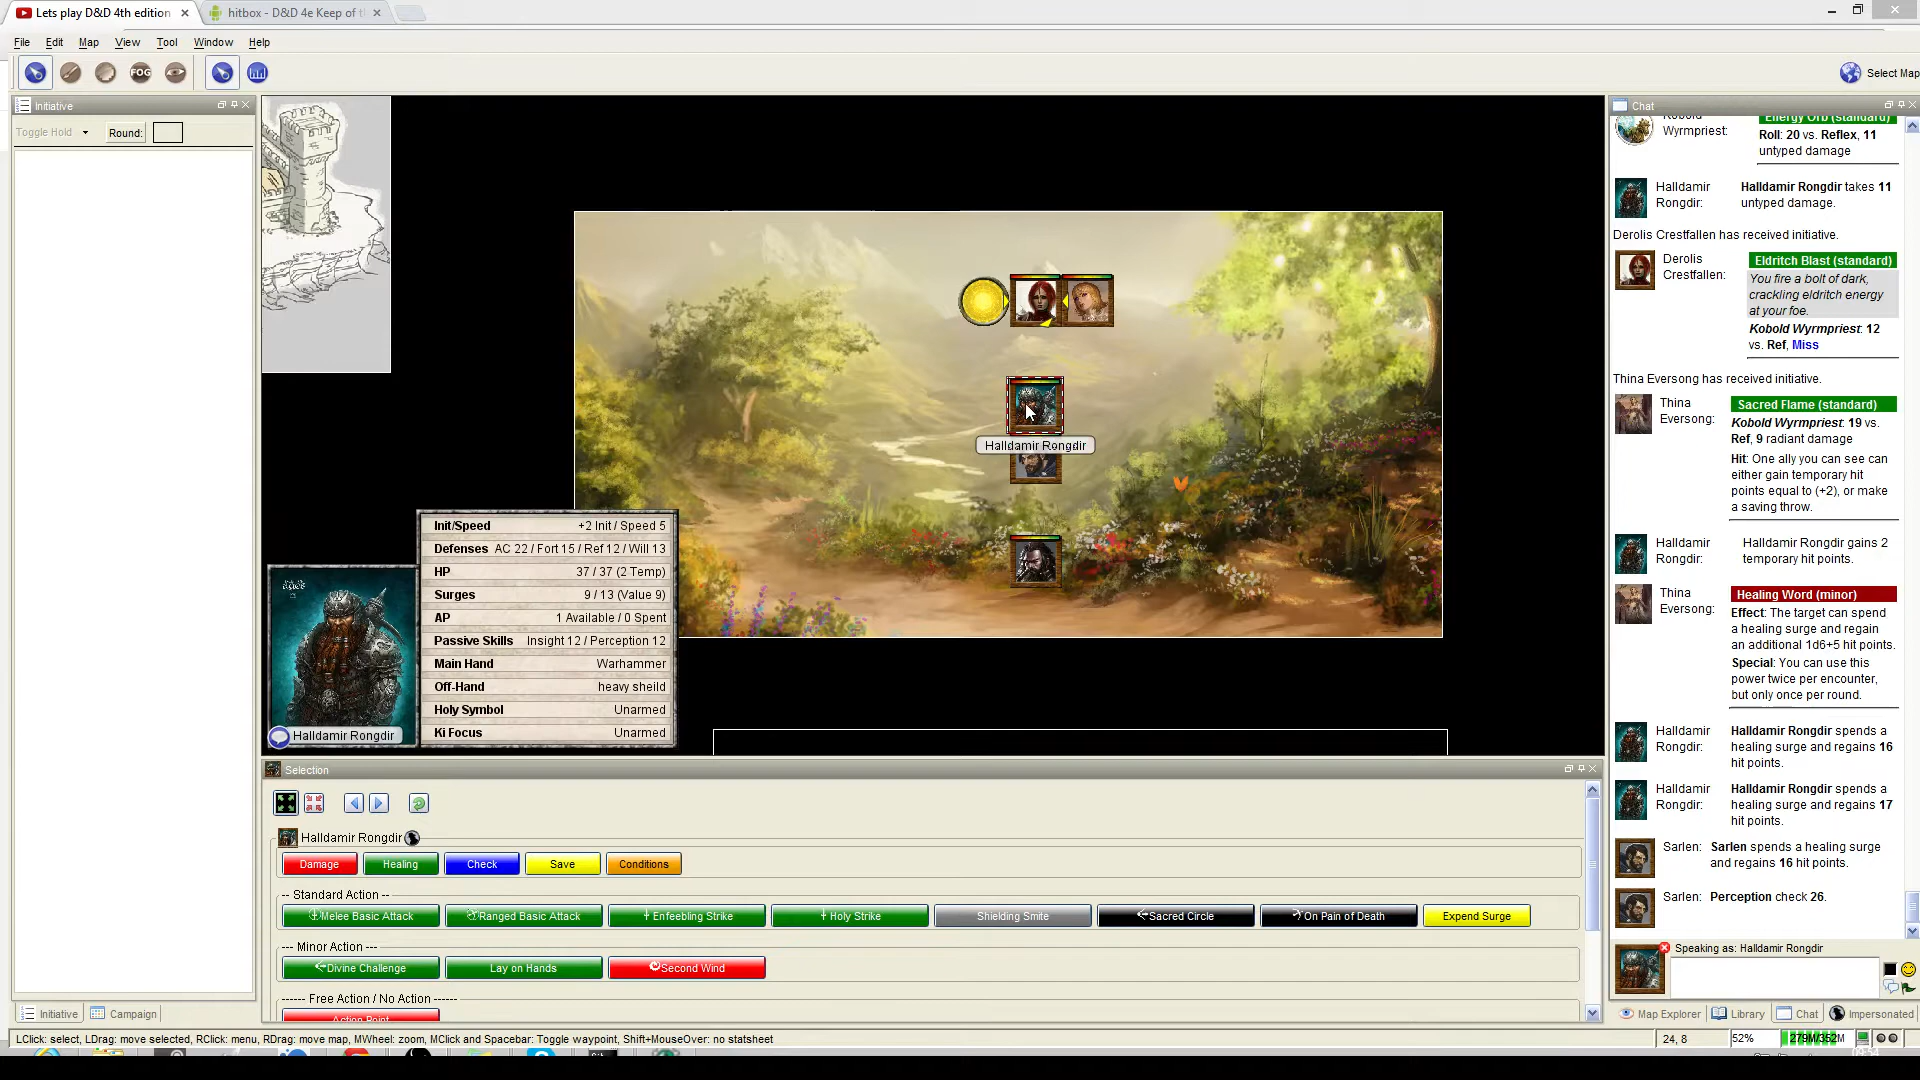 Lets play D&D 4th edition
hitbox - D&D 4e Keep of
File Edit Map View Tool Window Help
FOG
Select Map
Initiative
Toggle Hold
Round:
Halldamir Rongdir
Init/Speed +2 Init / Speed 5
Defenses AC 22 / Fort 15 / Ref 12 / Will 13
HP 37 / 37 (2 Temp)
Surges 9 / 13 (Value 9)
AP 1 Available / 0 Spent
Passive Skills Insight 12 / Perception 12
Main Hand Warhammer
Off-Hand heavy sheild
Holy Symbol Unarmed
Ki Focus Unarmed
Halldamir Rongdir
Selection
Halldamir Rongdir
Damage Healing Check Save Conditions
-- Standard Action --
Melee Basic Attack Ranged Basic Attack Enfeebling Strike Holy Strike Shielding Smite Sacred Circle On Pain of Death Expend Surge
--- Minor Action ---
Divine Challenge Lay on Hands Second Wind
------ Free Action / No Action ------
Action Point
Initiative Campaign
Chat
Kobold
Wyrmpriest:
Energy Orb (standard)
Roll: 20 vs. Reflex, 11
untyped damage
Halldamir
Rongdir:
Halldamir Rongdir takes 11
untyped damage.
Derolis Crestfallen has received initiative.
Derolis
Crestfallen:
Eldritch Blast (standard)
You fire a bolt of dark,
crackling eldritch energy
at your foe.
Kobold Wyrmpriest: 12
vs. Ref, Miss
Thina Eversong has received initiative.
Thina
Eversong:
Sacred Flame (standard)
Kobold Wyrmpriest: 19 vs.
Ref, 9 radiant damage
Hit: One ally you can see can
either gain temporary hit
points equal to (+2), or make
a saving throw.
Halldamir
Rongdir:
Halldamir Rongdir gains 2
temporary hit points.
Thina
Eversong:
Healing Word (minor)
Effect: The target can spend
a healing surge and regain
an additional 1d6+5 hit points.
Special: You can use this
power twice per encounter,
but only once per round.
Halldamir
Rongdir:
Halldamir Rongdir spends a
healing surge and regains 16
hit points.
Halldamir
Rongdir:
Halldamir Rongdir spends a
healing surge and regains 17
hit points.
Sarlen:
Sarlen spends a healing surge
and regains 16 hit points.
Sarlen:
Perception check 26.
Speaking as: Halldamir Rongdir
Map Explorer Library Chat Impersonated
LClick: select, LDrag: move selected, RClick: menu, RDrag: move map, MWheel: zoom, MClick and Spacebar: Toggle waypoint, Shift+MouseOver: no statsheet
24, 8 52% 279M/352M